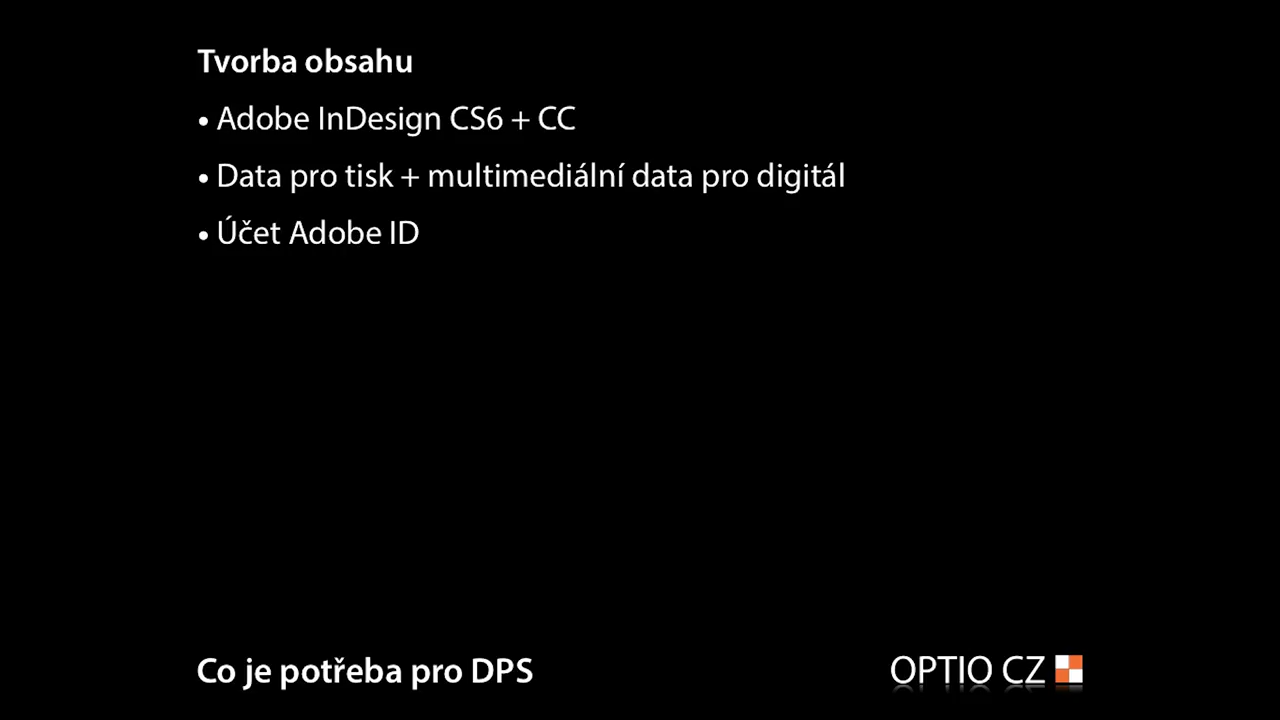 Tvorba obsahu
• Adobe InDesign CS6 + CC
• Data pro tisk + multimediální data pro digitál
• Účet Adobe ID
Co je potřeba pro DPS
OPTIO CZ